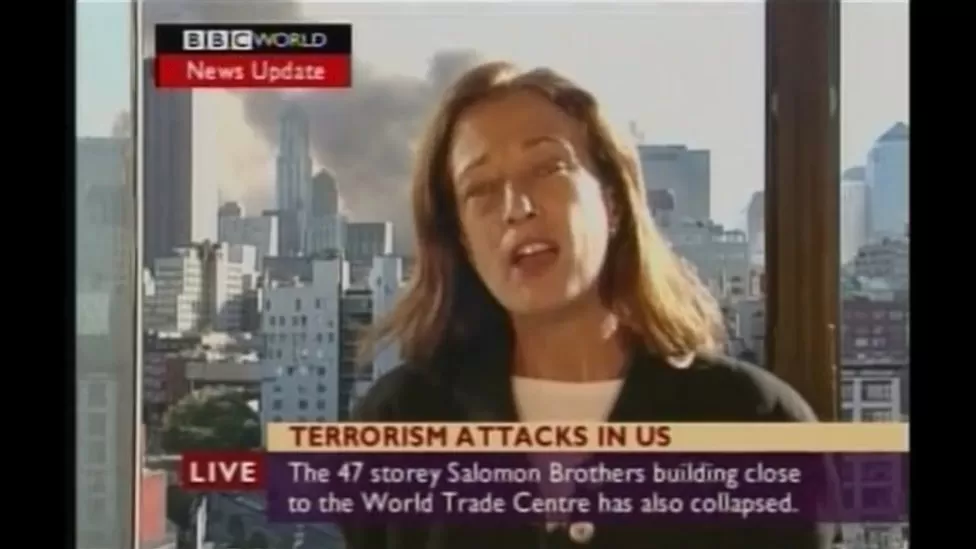 BBC WORLD
News Update
TERRORISM ATTACKS IN US
LIVE
The 47 storey Salomon Brothers building close
to the World Trade Centre has also collapsed.